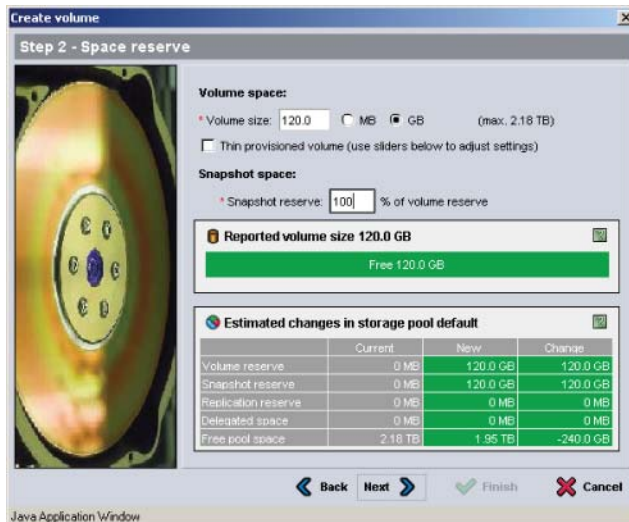 Create volume
Step 2 - Space reserve
Volume space:
* Volume size: 120.0 MB GB (max. 2.18 TB)
Thin provisioned volume (use sliders below to adjust settings)
Snapshot space:
* Snapshot reserve: 100 % of volume reserve
Reported volume size 120.0 GB
Free 120.0 GB
Estimated changes in storage pool default
Current New Change
Volume reserve 0 MB 120.0 GB 120.0 GB
Snapshot reserve 0 MB 120.0 GB 120.0 GB
Replication reserve 0 MB 0 MB 0 MB
Delegated space 0 MB 0 MB 0 MB
Free pool space 2.18 TB 1.95 TB -240.0 GB
Back Next Finish Cancel
Java Application Window